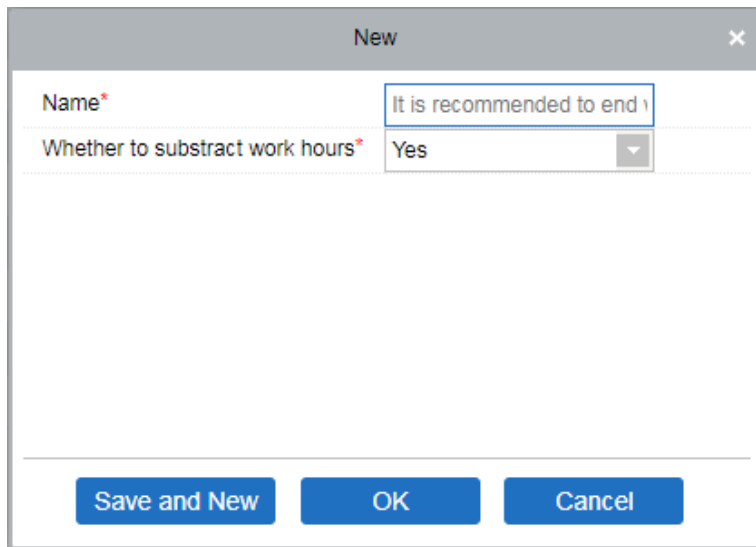 New
Name*
It is recommended to end
Whether to substract work hours*
Yes
Save and New
OK
Cancel